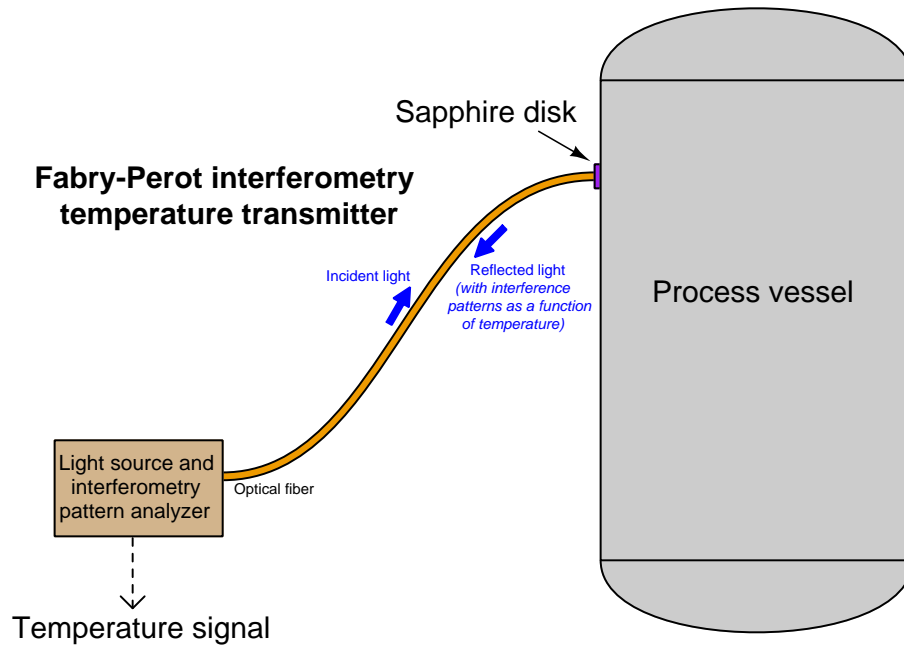 Sapphire disk
Fabry-Perot interferometry
temperature transmitter
Incident light
Reflected light
(with interference
patterns as a function
of temperature)
Process vessel
Light source and
interferometry
pattern analyzer
Optical fiber
Temperature signal